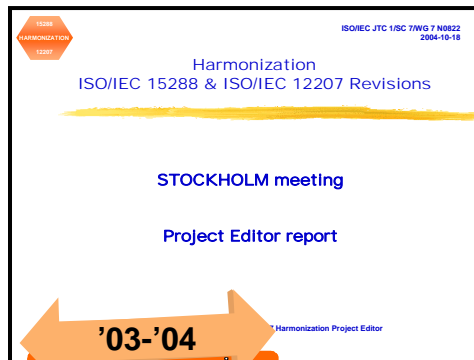 15288
HARMONIZATION
12207
ISO/IEC JTC 1/SC 7/WG 7 N0822
2004-10-18
Harmonization
ISO/IEC 15288 & ISO/IEC 12207 Revisions
STOCKHOLM meeting
Project Editor report
Harmonization Project Editor
’03-’04